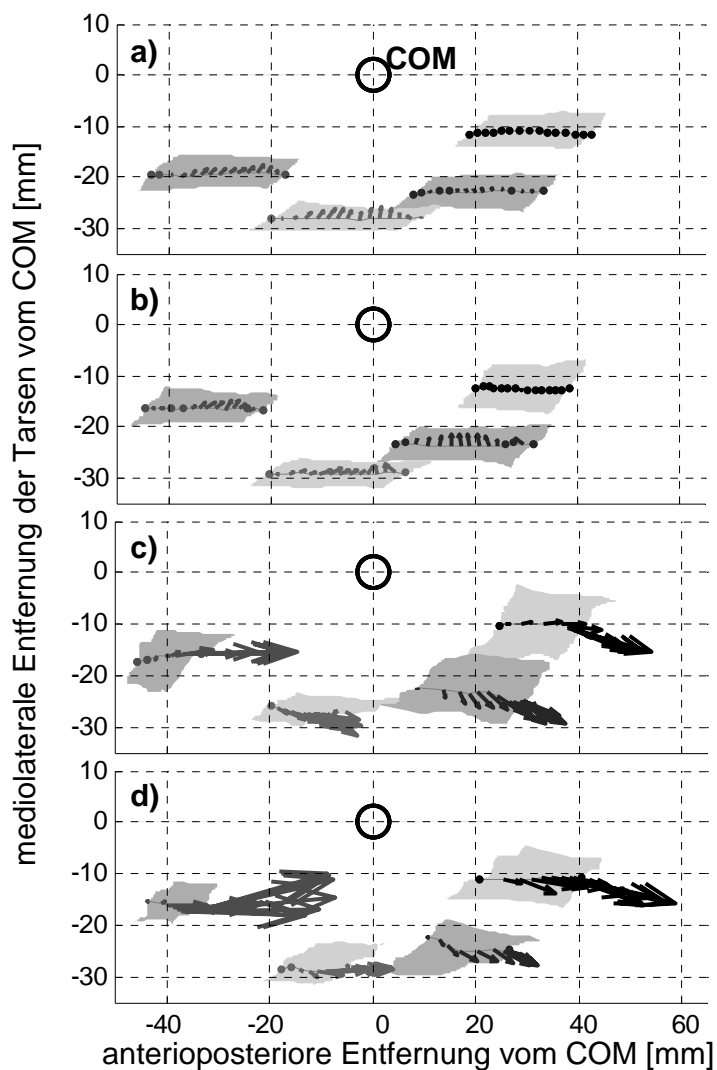 mediolaterale Entfernung der Tarsen vom COM [mm]
a)
COM
10
0
-10
-20
-30
b)
10
0
-10
-20
-30
c)
10
0
-10
-20
-30
d)
10
0
-10
-20
-30
-40 -20 0 20 40 60
anterioposteriore Entfernung vom COM [mm]